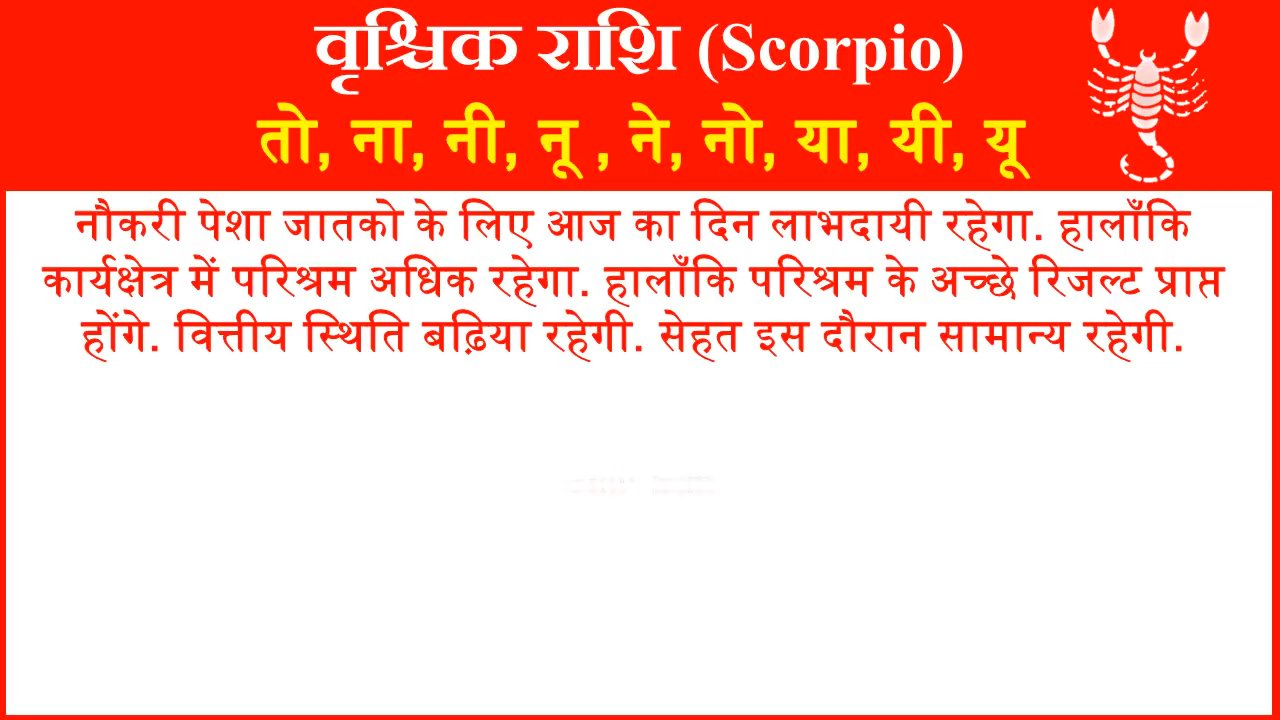 वृश्चिक राशि (Scorpio)
तो, ना, नी, नू , ने, नो, या, यी, यू
नौकरी पेशा जातको के लिए आज का दिन लाभदायी रहेगा. हालाँकि
कार्यक्षेत्र में परिश्रम अधिक रहेगा. हालाँकि परिश्रम के अच्छे रिजल्ट प्राप्त
होंगे. वित्तीय स्थिति बढ़िया रहेगी. सेहत इस दौरान सामान्य रहेगी.